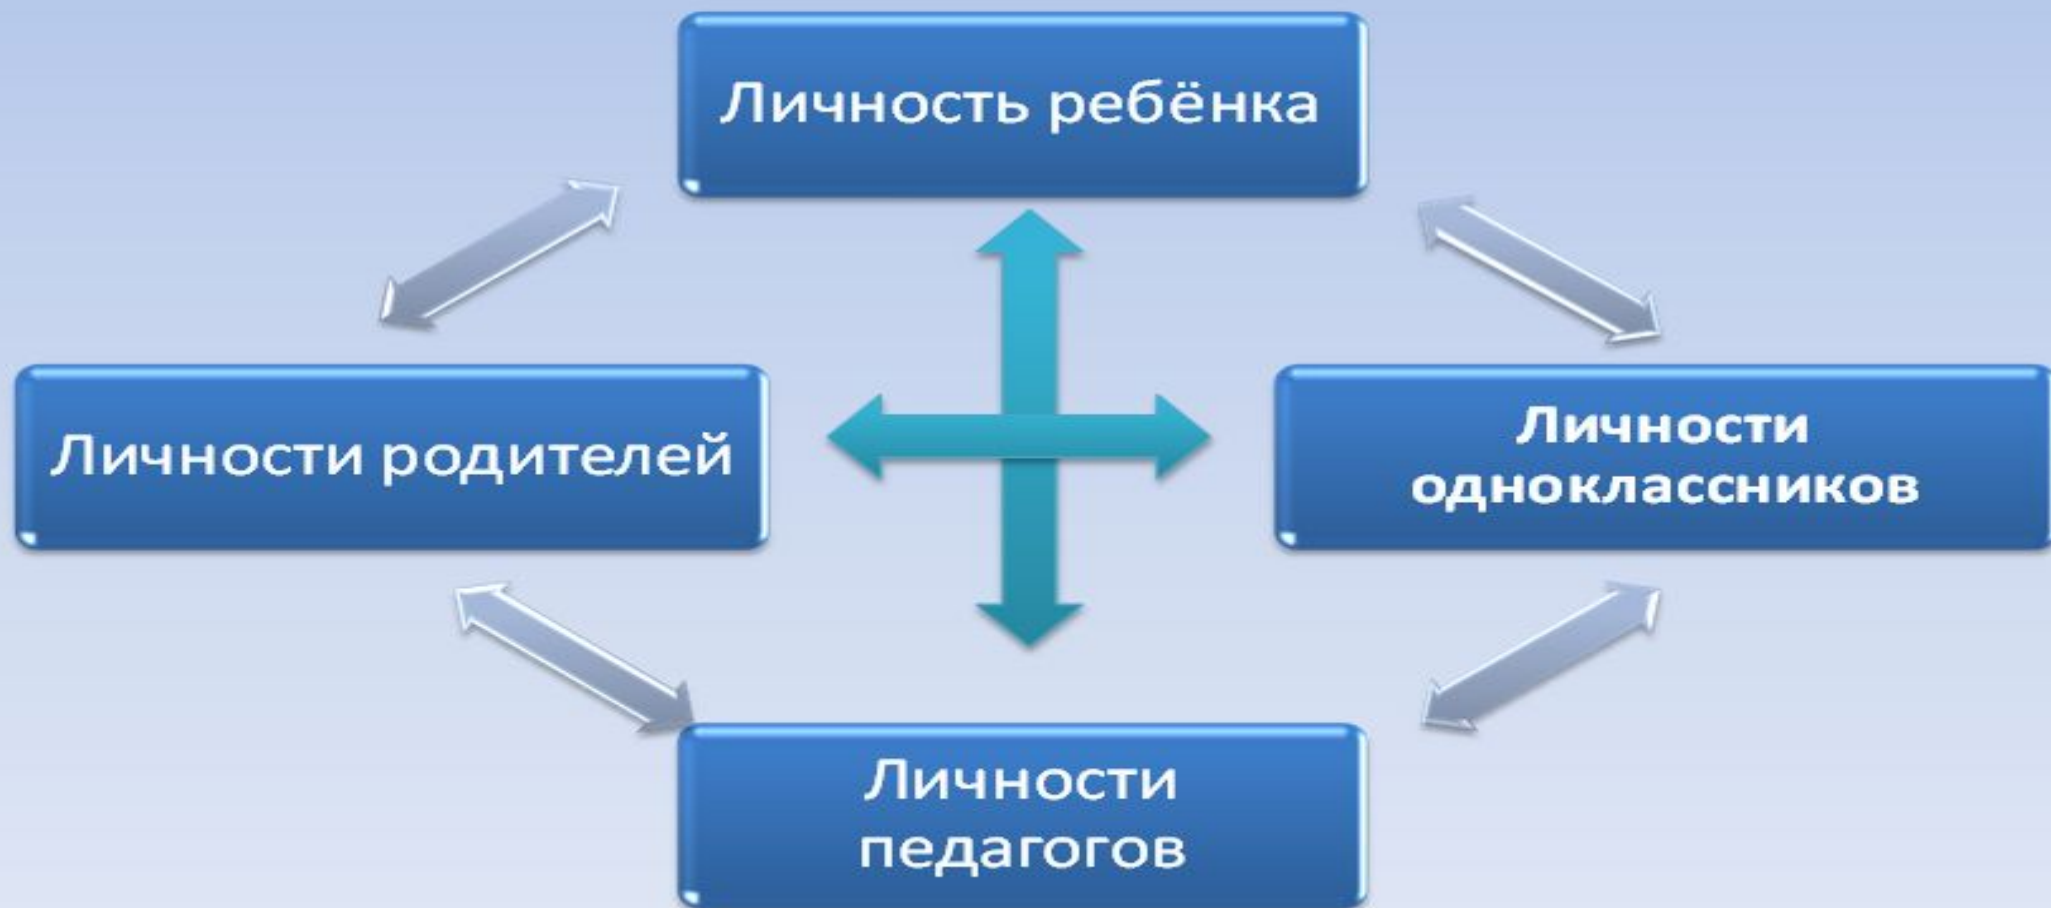 Личность ребёнка
Личности родителей
Личности
одноклассников
Личности
педагогов